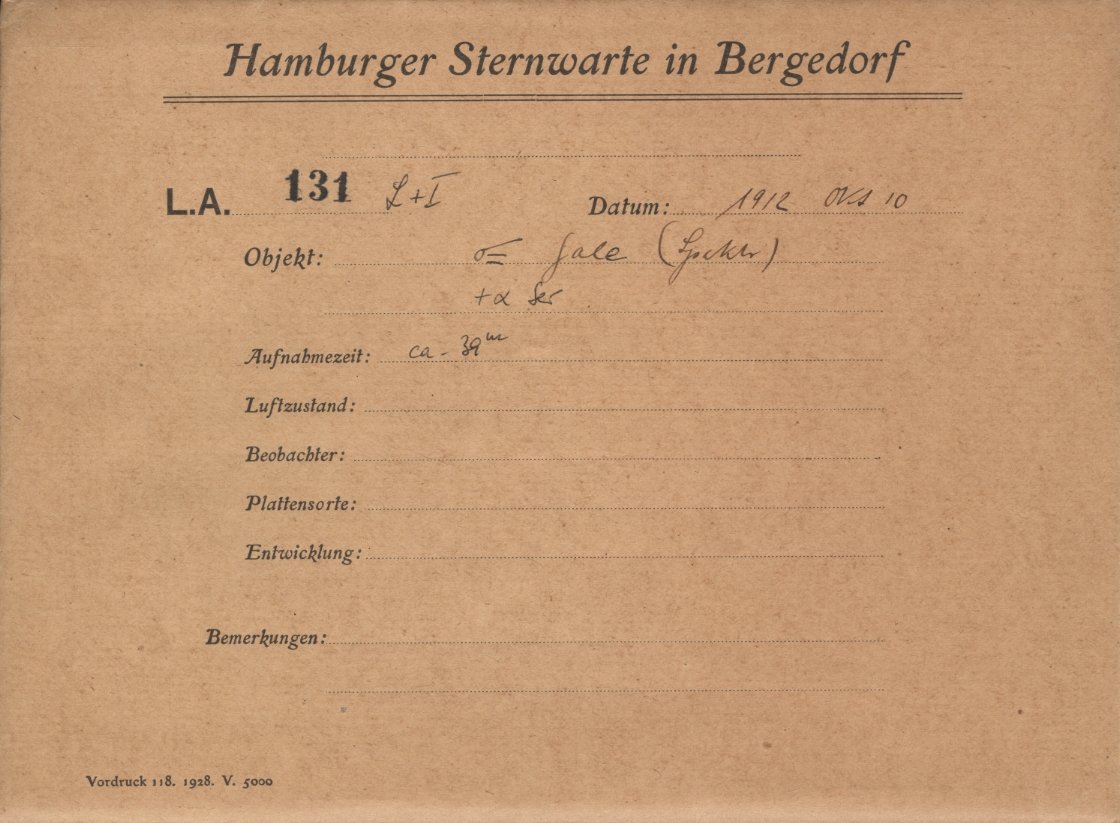 Hamburger Sternwarte in Bergedorf
L.A. 131 L+I Datum: 1912 Okt 10
Objekt: Gale (Spektr)
+α Ser
Aufnahmezeit: ca. 39m
Luftzustand:
Beobachter:
Plattensorte:
Entwicklung:
Bemerkungen:
Vordruck 118. 1928. V. 5000